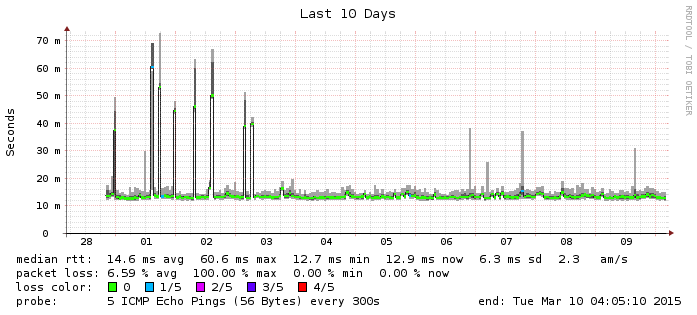 Last 10 Days
RRDTOOL / TOBI OETIKER
Seconds
70 m
60 m
50 m
40 m
30 m
20 m
10 m
0
28 01 02 03 04 05 06 07 08 09
median rtt: 14.6 ms avg 60.6 ms max 12.7 ms min 12.9 ms now 6.3 ms sd 2.3 am/s
packet loss: 6.59 % avg 100.00 % max 0.00 % min 0.00 % now
loss color: 0 1/5 2/5 3/5 4/5
probe: 5 ICMP Echo Pings (56 Bytes) every 300s end: Tue Mar 10 04:05:10 2015